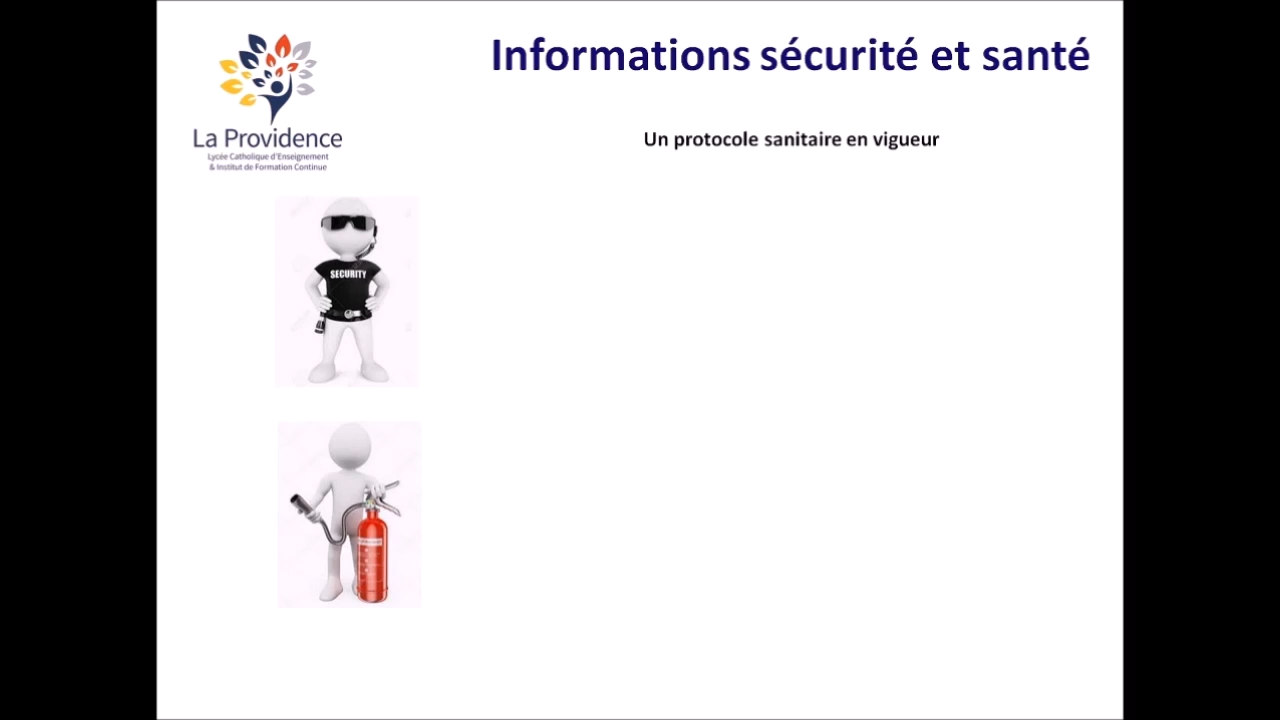 Informations sécurité et santé
La Providence
Lycée Catholique d'Enseignement
& Institut de Formation Continue
Un protocole sanitaire en vigueur
SECURITY